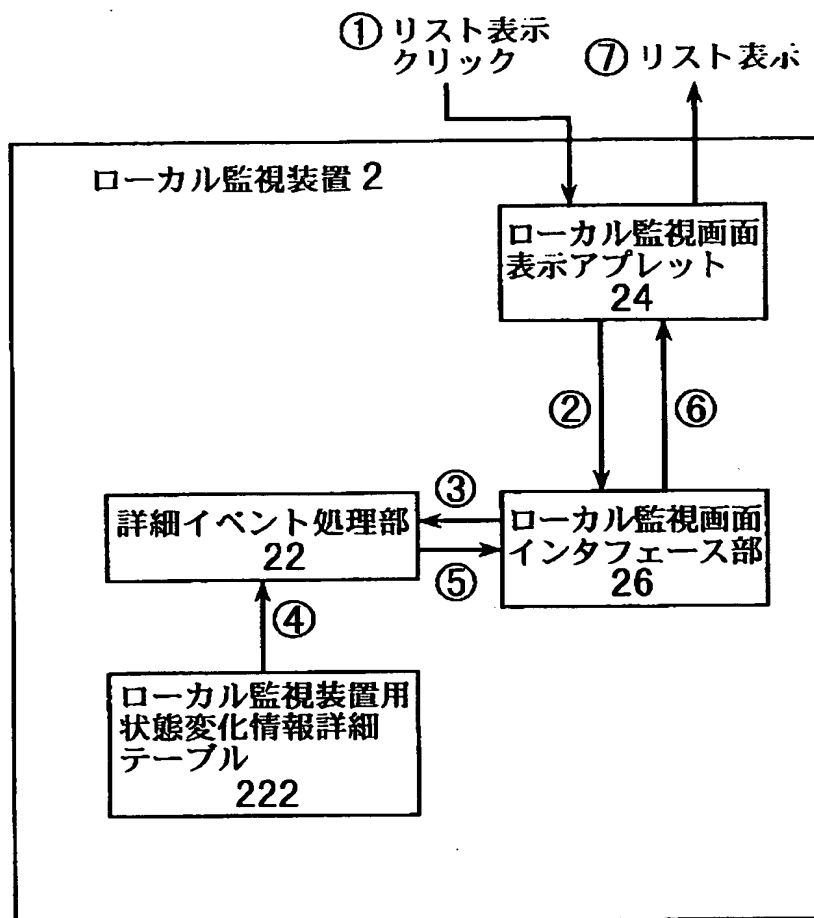 ① リスト表示
クリック
⑦ リスト表示
ローカル監視装置 2
ローカル監視画面
表示アプレット
24
②
⑥
③
詳細イベント処理部
22
⑤
ローカル監視画面
インタフェース部
26
④
ローカル監視装置用
状態変化情報詳細
テーブル
222